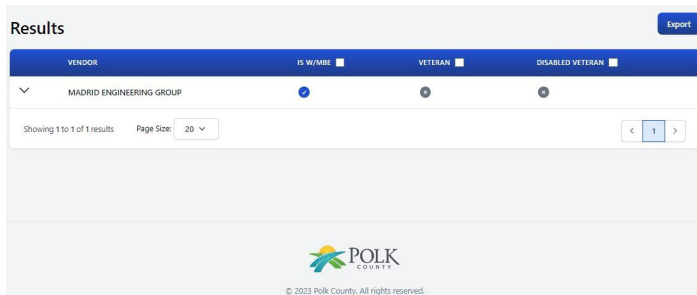 Results
Export
VENDOR IS W/MBE VETERAN DISABLED VETERAN
MADRID ENGINEERING GROUP
Showing 1 to 1 of 1 results Page Size: 20 1
POLK
COUNTY
© 2023 Polk County. All rights reserved.